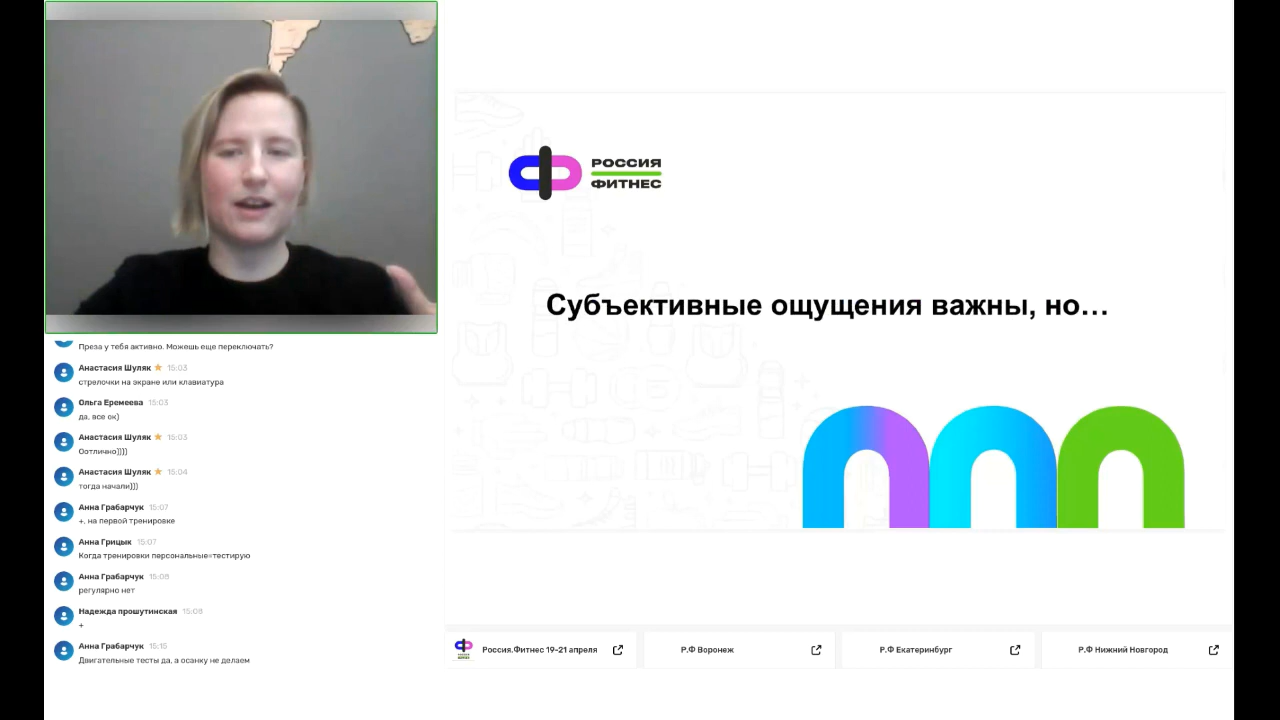 РОССИЯ
ФИТНЕС
Субъективные ощущения важны, но...
Преза у тебя активно. Можешь еще переключать?
Анастасия Шуляк 15:03
стрелочки на экране или клавиатура
Ольга Еремеева 15:03
да, все ок)
Анастасия Шуляк 15:03
Оотлично))))
Анастасия Шуляк 15:04
тогда начали)))
Анна Грабарчук 15:07
+, на первой тренировке
Анна Грицык 15:07
Когда тренировки персональные=тестирую
Анна Грабарчук 15:08
регулярно нет
Надежда прошутинская 15:08
+
Анна Грабарчук 15:15
Двигательные тесты да, а осанку не делаем
Россия.Фитнес 19-21 апреля
Р.Ф Воронеж
Р.Ф Екатеринбург
Р.Ф Нижний Новгород